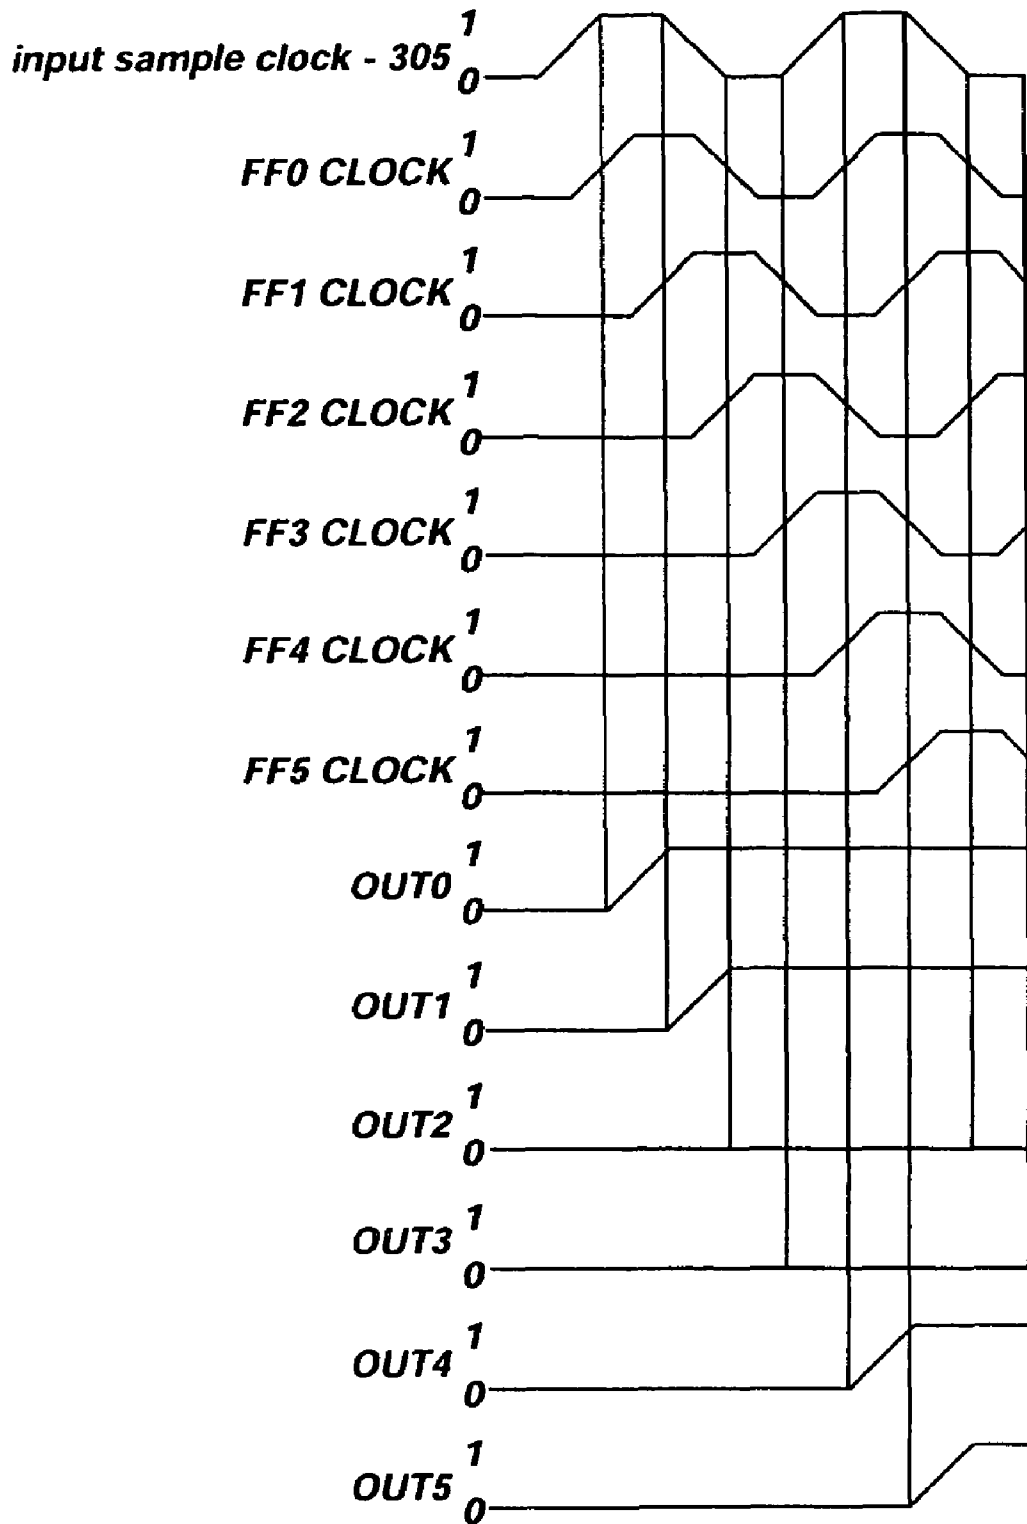 1
input sample clock - 305
0
1
FF0 CLOCK
0
1
FF1 CLOCK
0
1
FF2 CLOCK
0
1
FF3 CLOCK
0
1
FF4 CLOCK
0
1
FF5 CLOCK
0
1
OUT0
0
1
OUT1
0
1
OUT2
0
1
OUT3
0
1
OUT4
0
1
OUT5
0